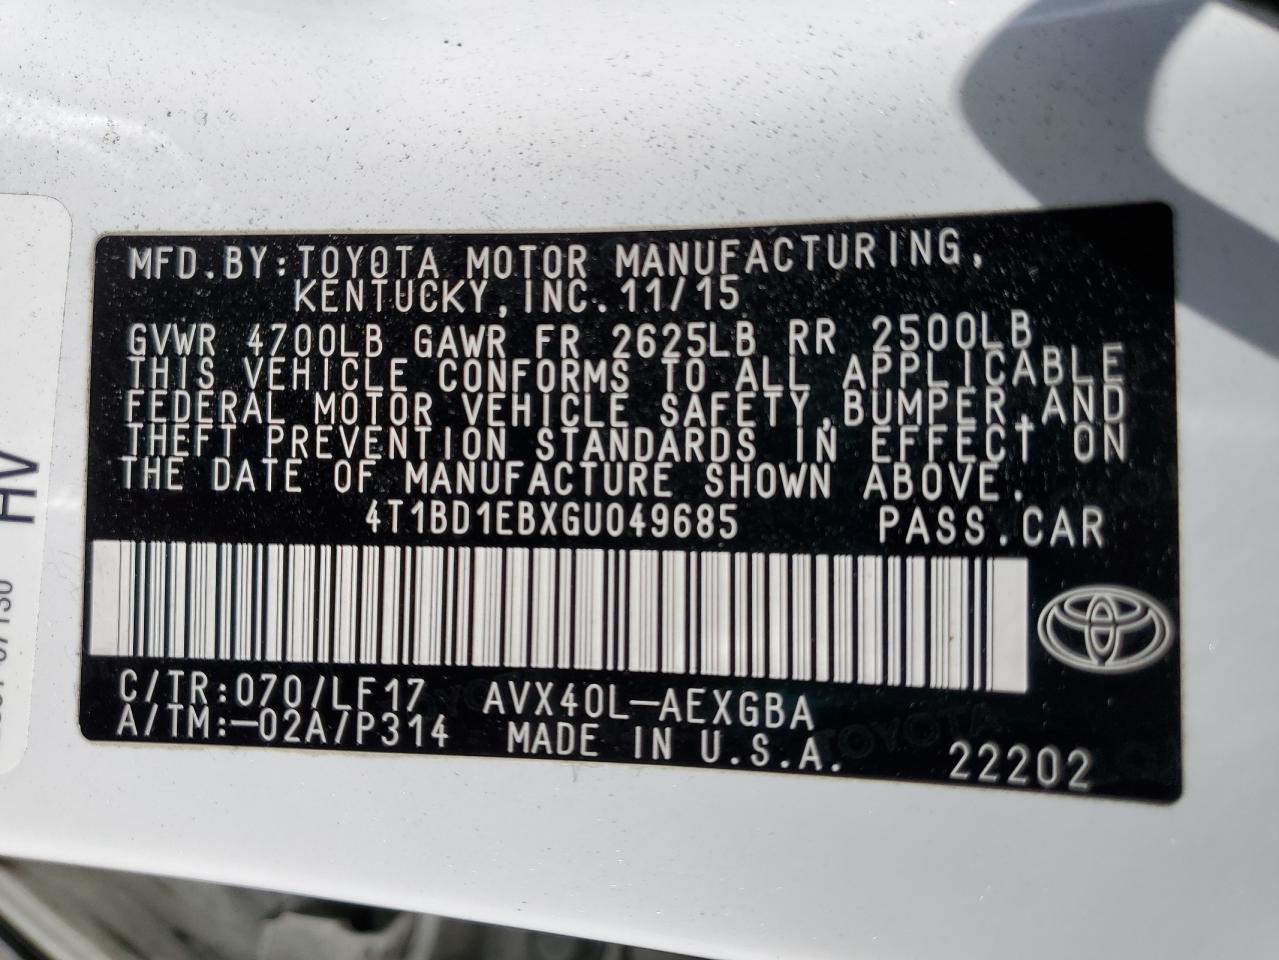 MFD.BY:TOYOTA MOTOR MANUFACTURING,
KENTUCKY,INC.11/15
GVWR 4700LB GAWR FR 2625LB RR 2500LB
THIS VEHICLE CONFORMS TO ALL APPLICABLE
FEDERAL MOTOR VEHICLE SAFETY,BUMPER,AND
THEFT PREVENTION STANDARDS IN EFFECT ON
THE DATE OF MANUFACTURE SHOWN ABOVE.
4T1BD1EBXGU049685 PASS.CAR
C/TR:070/LF17 AVX40L-AEXGBA
A/TM:-02A/P314 MADE IN U.S.A. 22202
HV